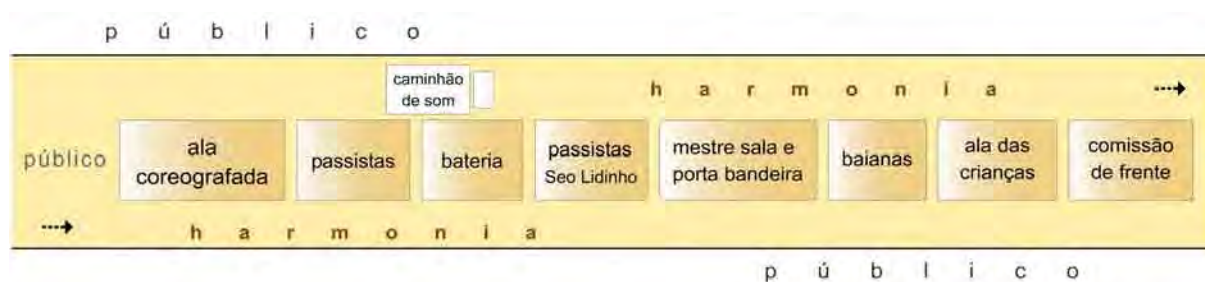 p ú b l i c o
caminhão
de som
h a r m o n i a
público
ala
coreografada
passistas
bateria
passistas
Seo Lidinho
mestre sala e
porta bandeira
baianas
ala das
crianças
comissão
de frente
h a r m o n i a
p ú b l i c o